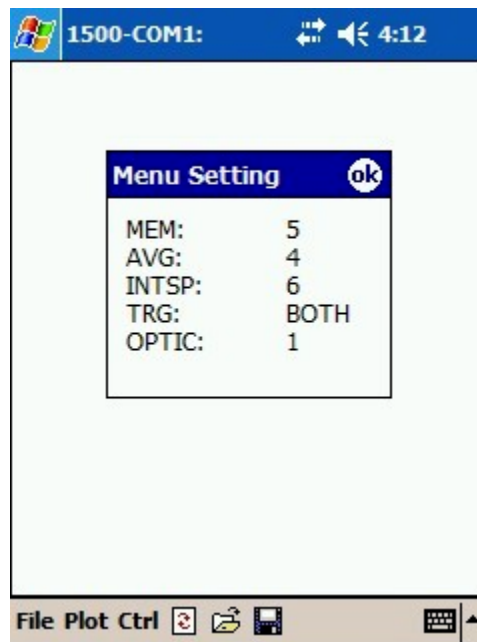 1500-COM1: 4:12
Menu Setting ok
MEM: 5
AVG: 4
INTSP: 6
TRG: BOTH
OPTIC: 1
File Plot Ctrl